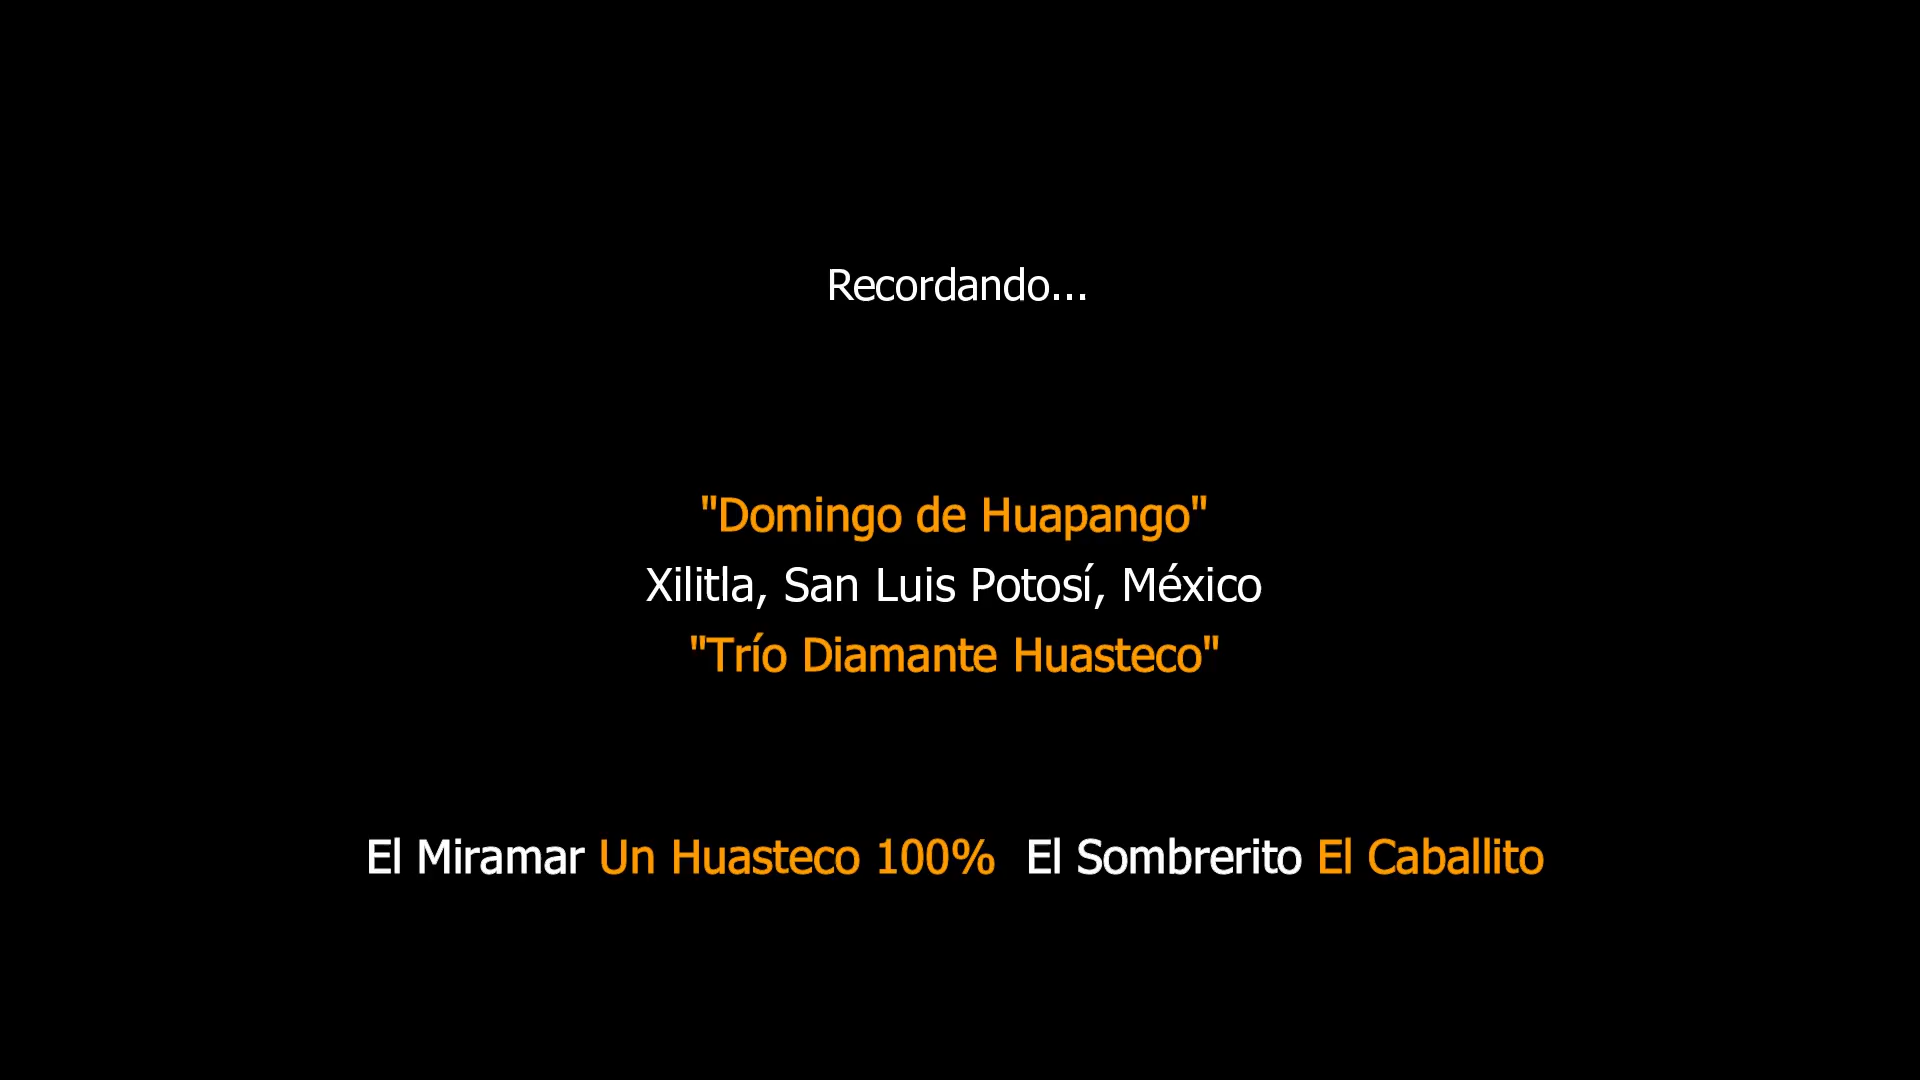 Recordando...
"Domingo de Huapango"
Xilitla, San Luis Potosí, México
"Trío Diamante Huasteco"
El Miramar Un Huasteco 100% El Sombrerito El Caballito